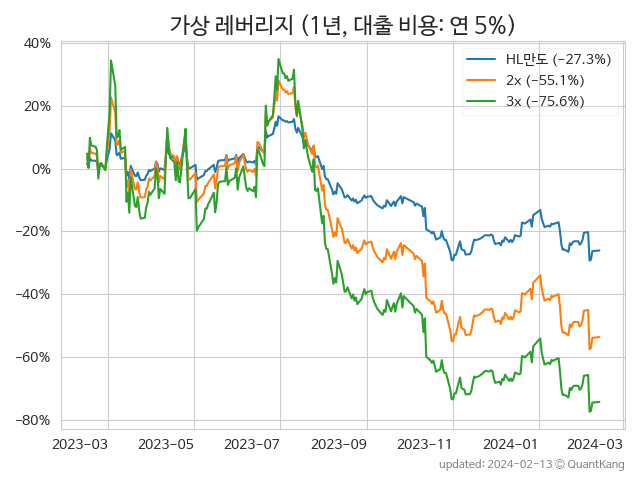 가상 레버리지 (1년, 대출 비용: 연 5%)
HL만도 (−27.3%)
2x (−55.1%)
3x (−75.6%)
40%
20%
0%
−20%
−40%
−60%
−80%
2023-03 2023-05 2023-07 2023-09 2023-11 2024-01 2024-03
updated: 2024-02-13 © QuantKang